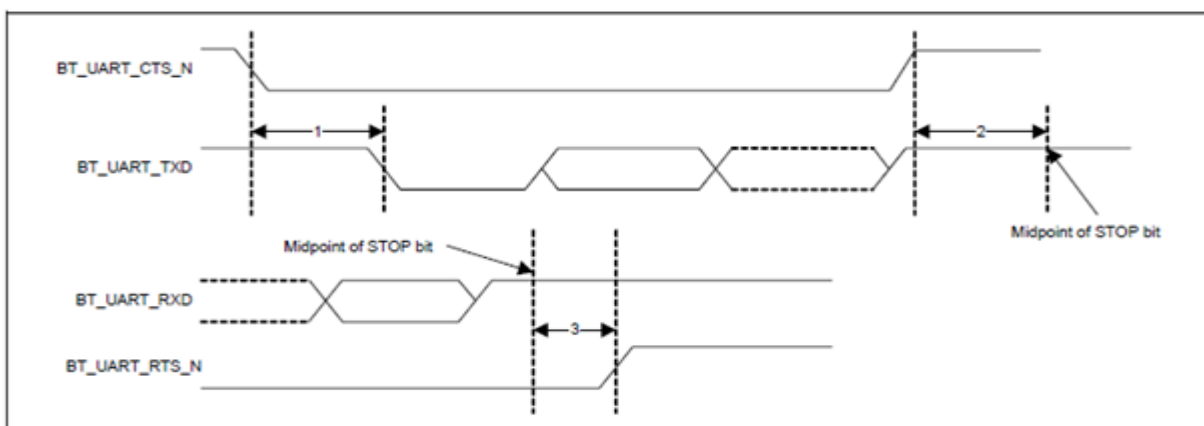 BT_UART_CTS_N
1
2
BT_UART_TXD
Midpoint of STOP bit
Midpoint of STOP bit
BT_UART_RXD
3
BT_UART_RTS_N